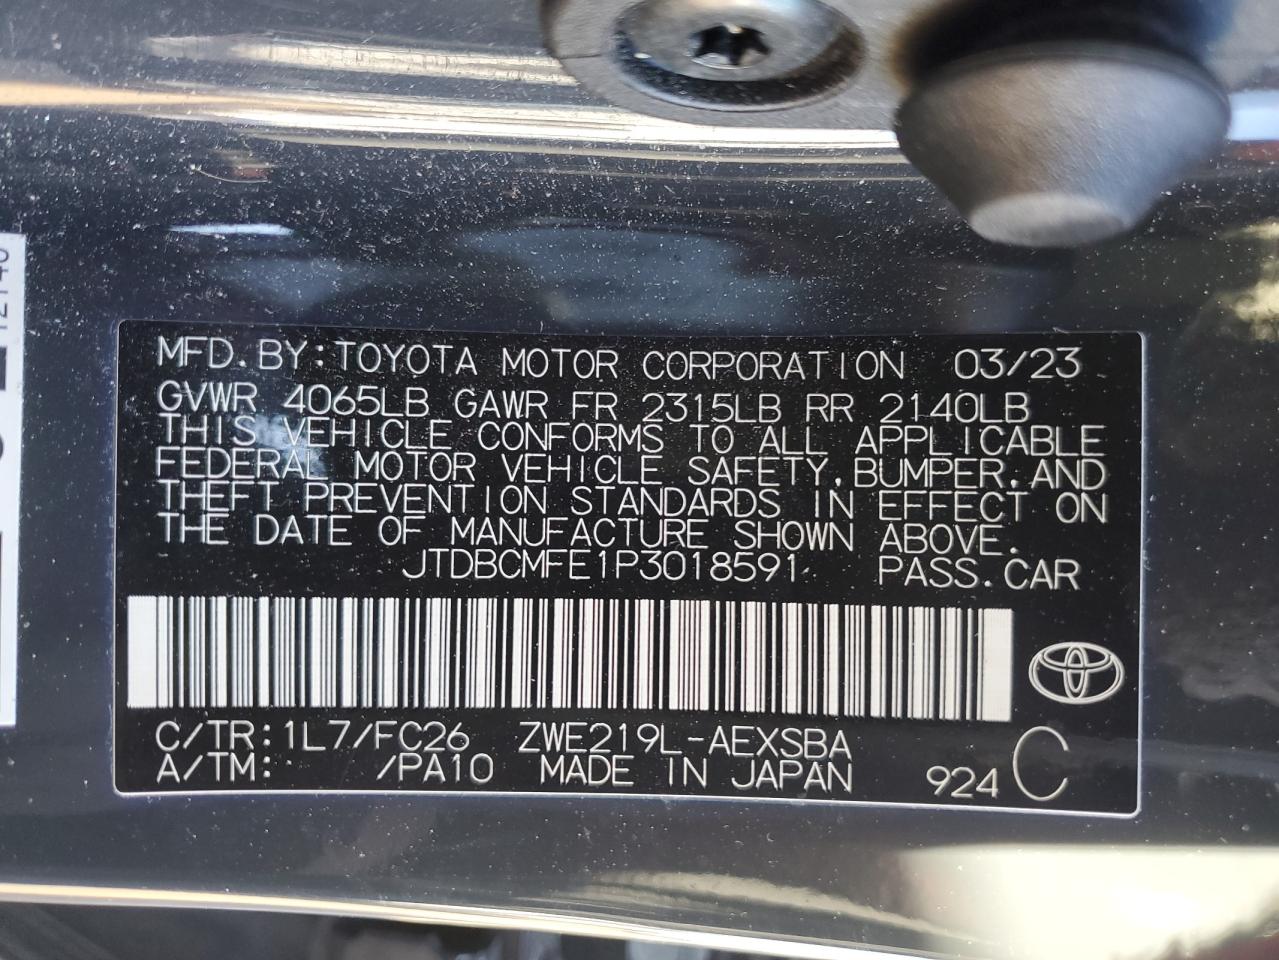 MFD.BY:TOYOTA MOTOR CORPORATION 03/23
GVWR 4065LB GAWR FR 2315LB RR 2140LB
THIS VEHICLE CONFORMS TO ALL APPLICABLE
FEDERAL MOTOR VEHICLE SAFETY,BUMPER,AND
THEFT PREVENTION STANDARDS IN EFFECT ON
THE DATE OF MANUFACTURE SHOWN ABOVE.
JTDBCMFE1P3018591 PASS.CAR
C/TR:1L7/FC26 ZWE219L-AEXSBA
A/TM: /PA10 MADE IN JAPAN 924 C